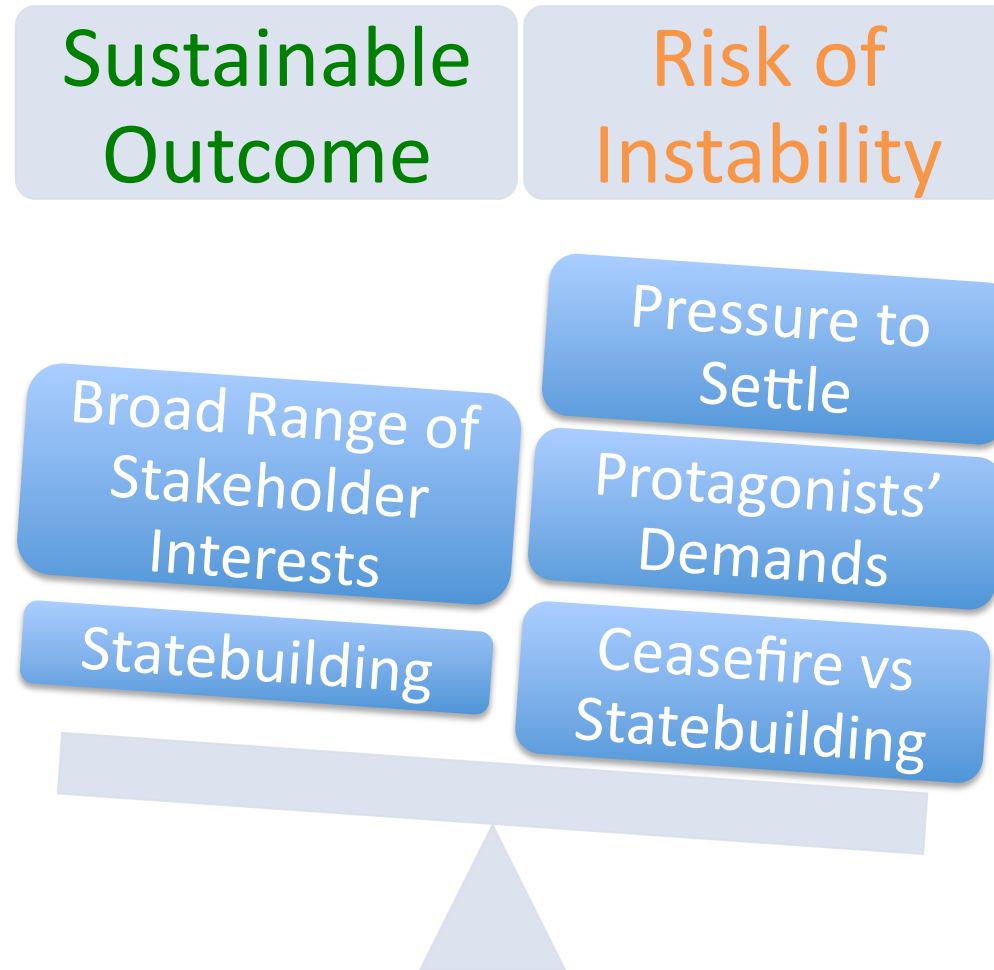 Sustainable
Outcome
Risk of
Instability
Broad Range of
Stakeholder
Interests
Statebuilding
Pressure to
Settle
Protagonists’
Demands
Ceasefire vs
Statebuilding